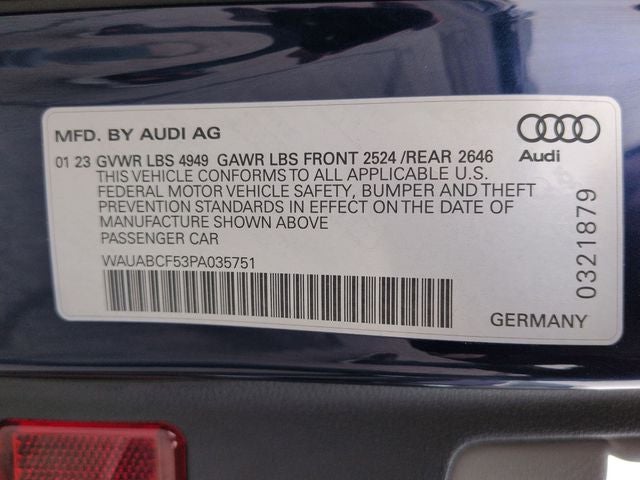 MFD. BY AUDI AG
Audi
01 23 GVWR LBS 4949 GAWR LBS FRONT 2524 /REAR 2646
THIS VEHICLE CONFORMS TO ALL APPLICABLE U.S.
FEDERAL MOTOR VEHICLE SAFETY, BUMPER AND THEFT
PREVENTION STANDARDS IN EFFECT ON THE DATE OF
MANUFACTURE SHOWN ABOVE
PASSENGER CAR
WAUABCF53PA035751
0321879
GERMANY